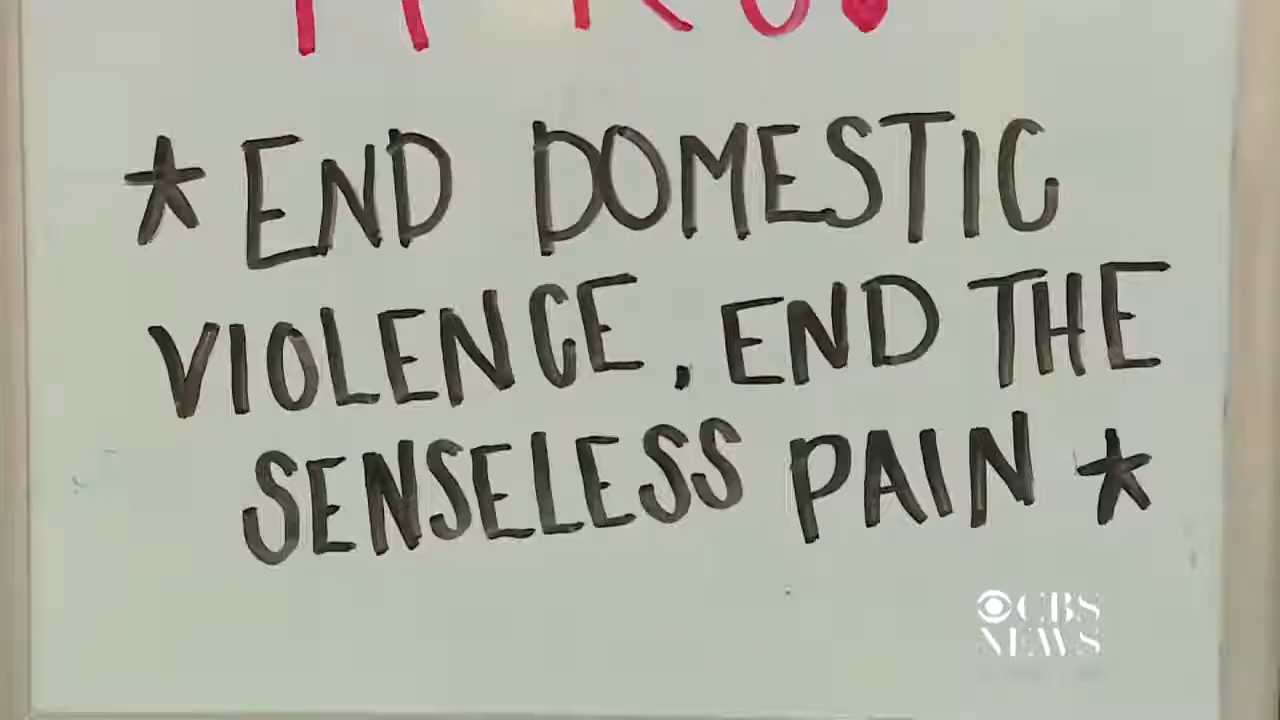 * END DOMESTIC
VIOLENCE, END THE
SENSELESS PAIN *
CBS
NEWS